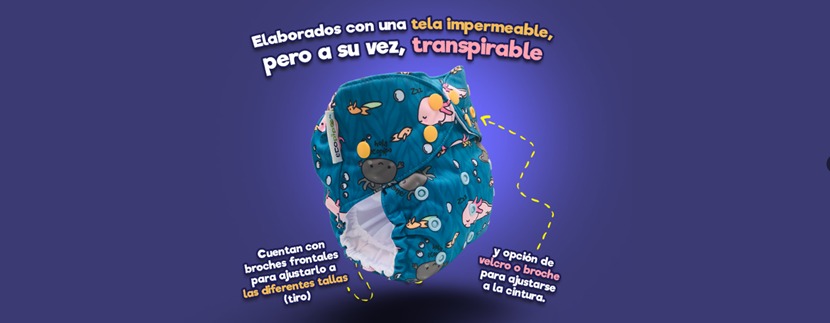 Elaborados con una tela impermeable,
pero a su vez, transpirable
Cuentan con
broches frontales
para ajustarlo a
las diferentes tallas
(tiro)
y opción de
velcro o broche
para ajustarse
a la cintura.